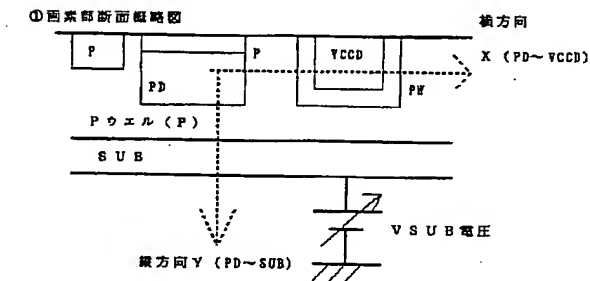 ①画素部断面概略図
横方向
X (PD~VCCD)
P
P
VCCD
PD
PW
Pウエル(P)
SUB
VSUB電圧
縦方向Y (PD~SUB)